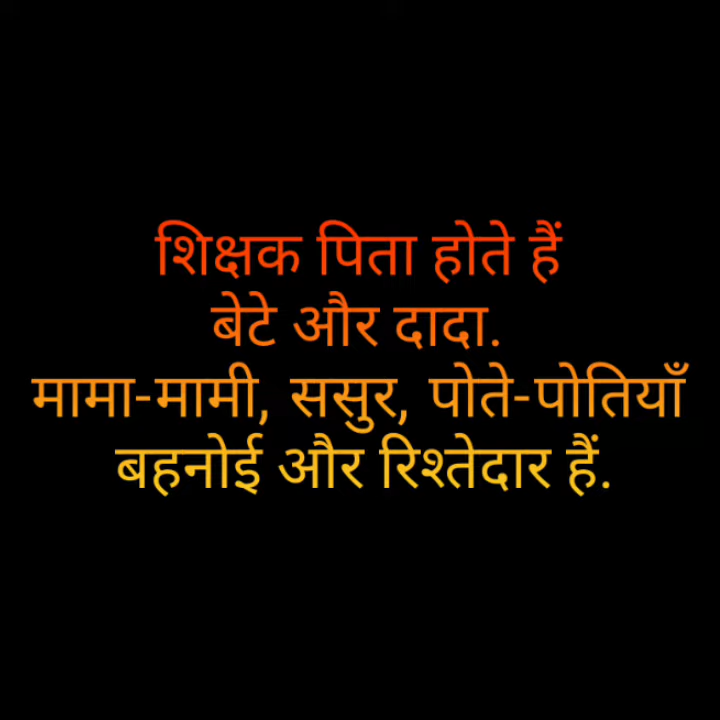 शिक्षक पिता होते हैं
बेटे और दादा.
मामा-मामी, ससुर, पोते-पोतियाँ
बहनोई और रिश्तेदार हैं.